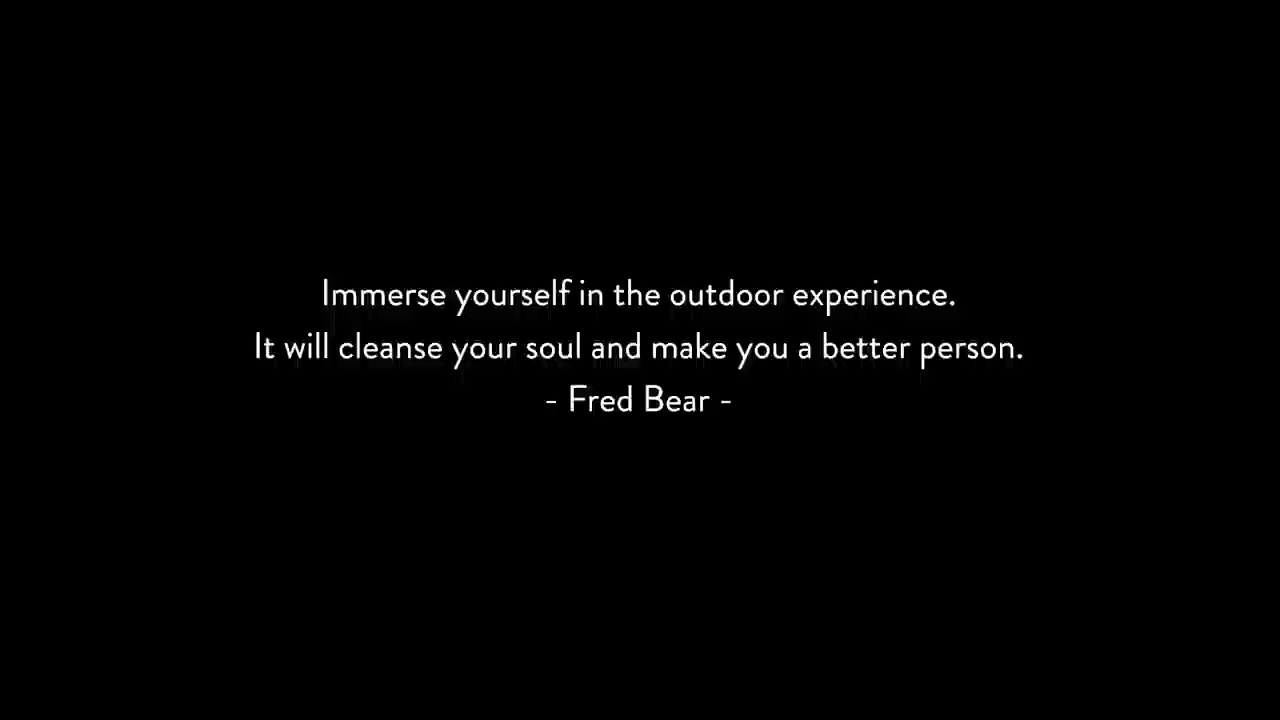 Immerse yourself in the outdoor experience.
It will cleanse your soul and make you a better person.
- Fred Bear -